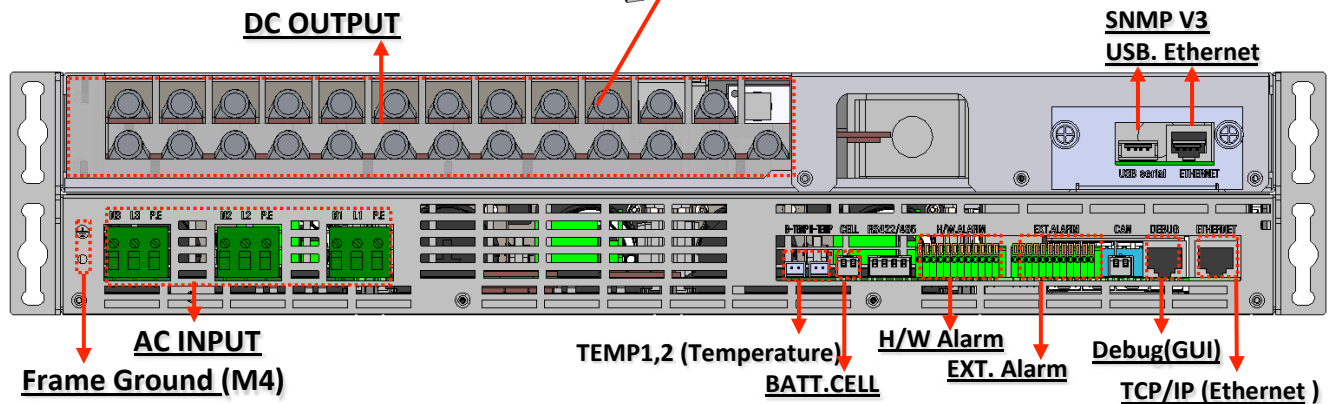 DC OUTPUT
SNMP V3
USB. Ethernet
USB serial ETHERNET
N3 L3 P.E N2 L2 P.E N1 L1 P.E
B-TEMP B-TEMP CELL RS422/485 H/W.ALARM EXT.ALARM CAN DEBUG ETHERNET
AC INPUT
Frame Ground (M4)
TEMP1,2 (Temperature)
BATT.CELL
H/W Alarm
EXT. Alarm
Debug(GUI)
TCP/IP (Ethernet )